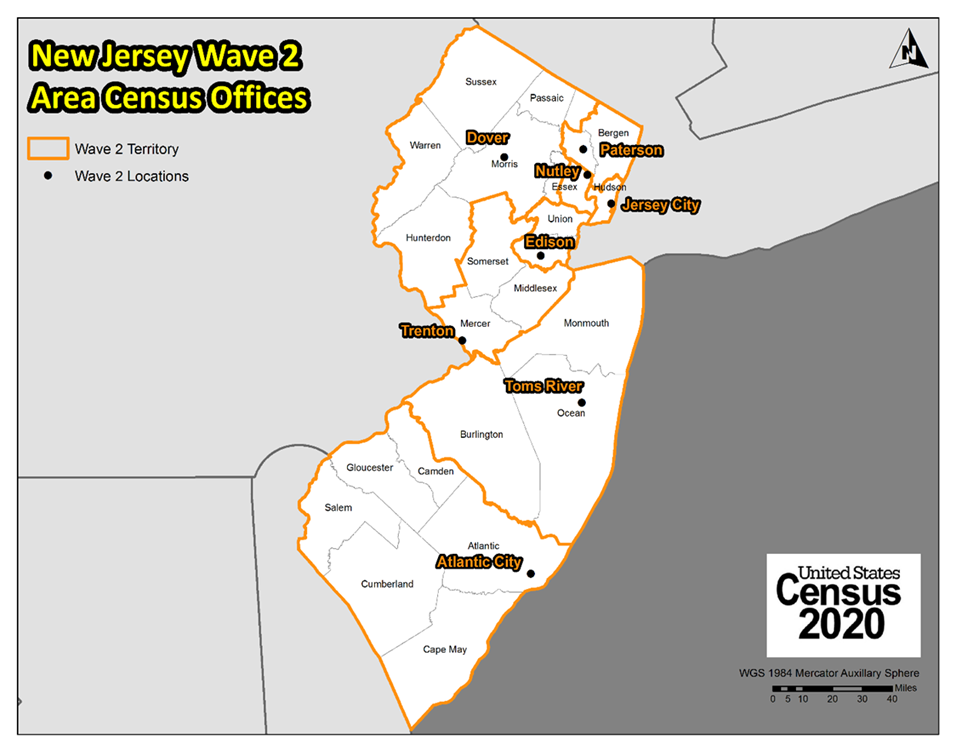 New Jersey Wave 2
Area Census Offices
N
Wave 2 Territory
Wave 2 Locations
Sussex
Passaic
Bergen
Warren
Dover
Morris
Paterson
Nutley
Essex
Hudson
Jersey City
Union
Hunterdon
Edison
Somerset
Middlesex
Mercer
Monmouth
Trenton
Toms River
Ocean
Burlington
Gloucester
Camden
Salem
Atlantic
Atlantic City
Cumberland
Cape May
United States
Census
2020
WGS 1984 Mercator Auxillary Sphere
Miles
0 5 10 20 30 40